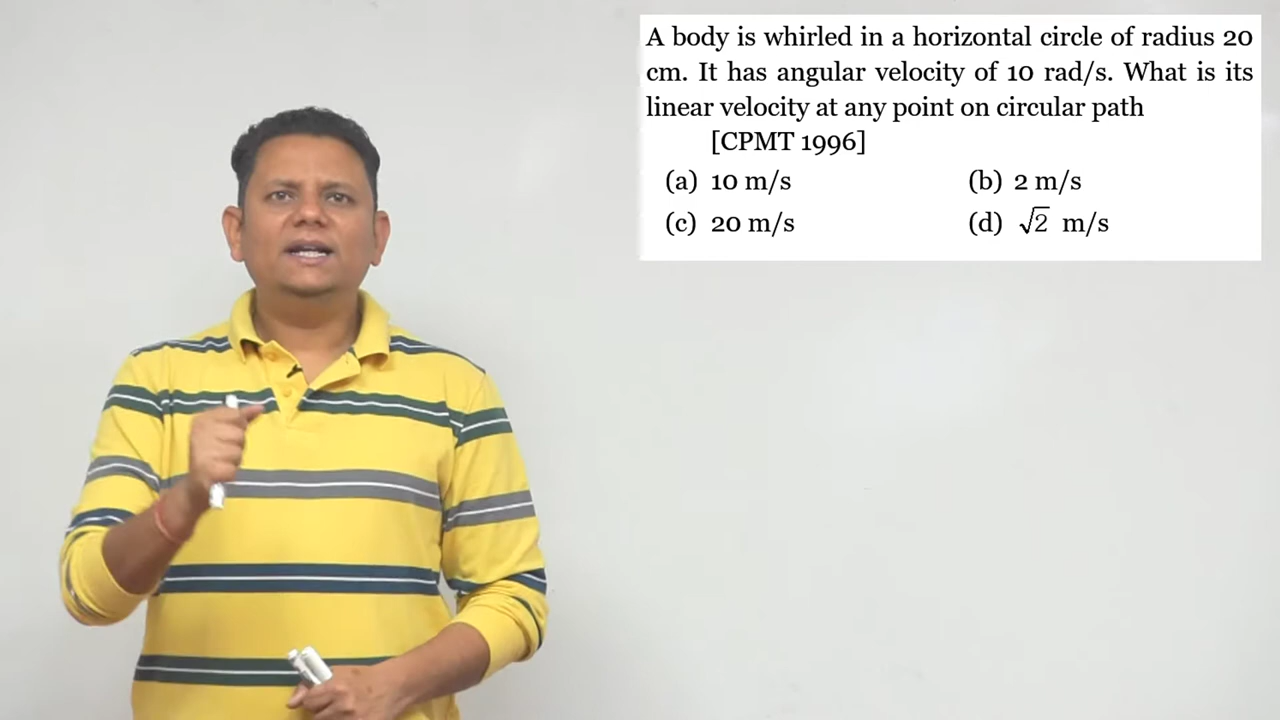 A body is whirled in a horizontal circle of radius 20
cm. It has angular velocity of 10 rad/s. What is its
linear velocity at any point on circular path
[CPMT 1996]
(a) 10 m/s (b) 2 m/s
(c) 20 m/s (d) √2 m/s